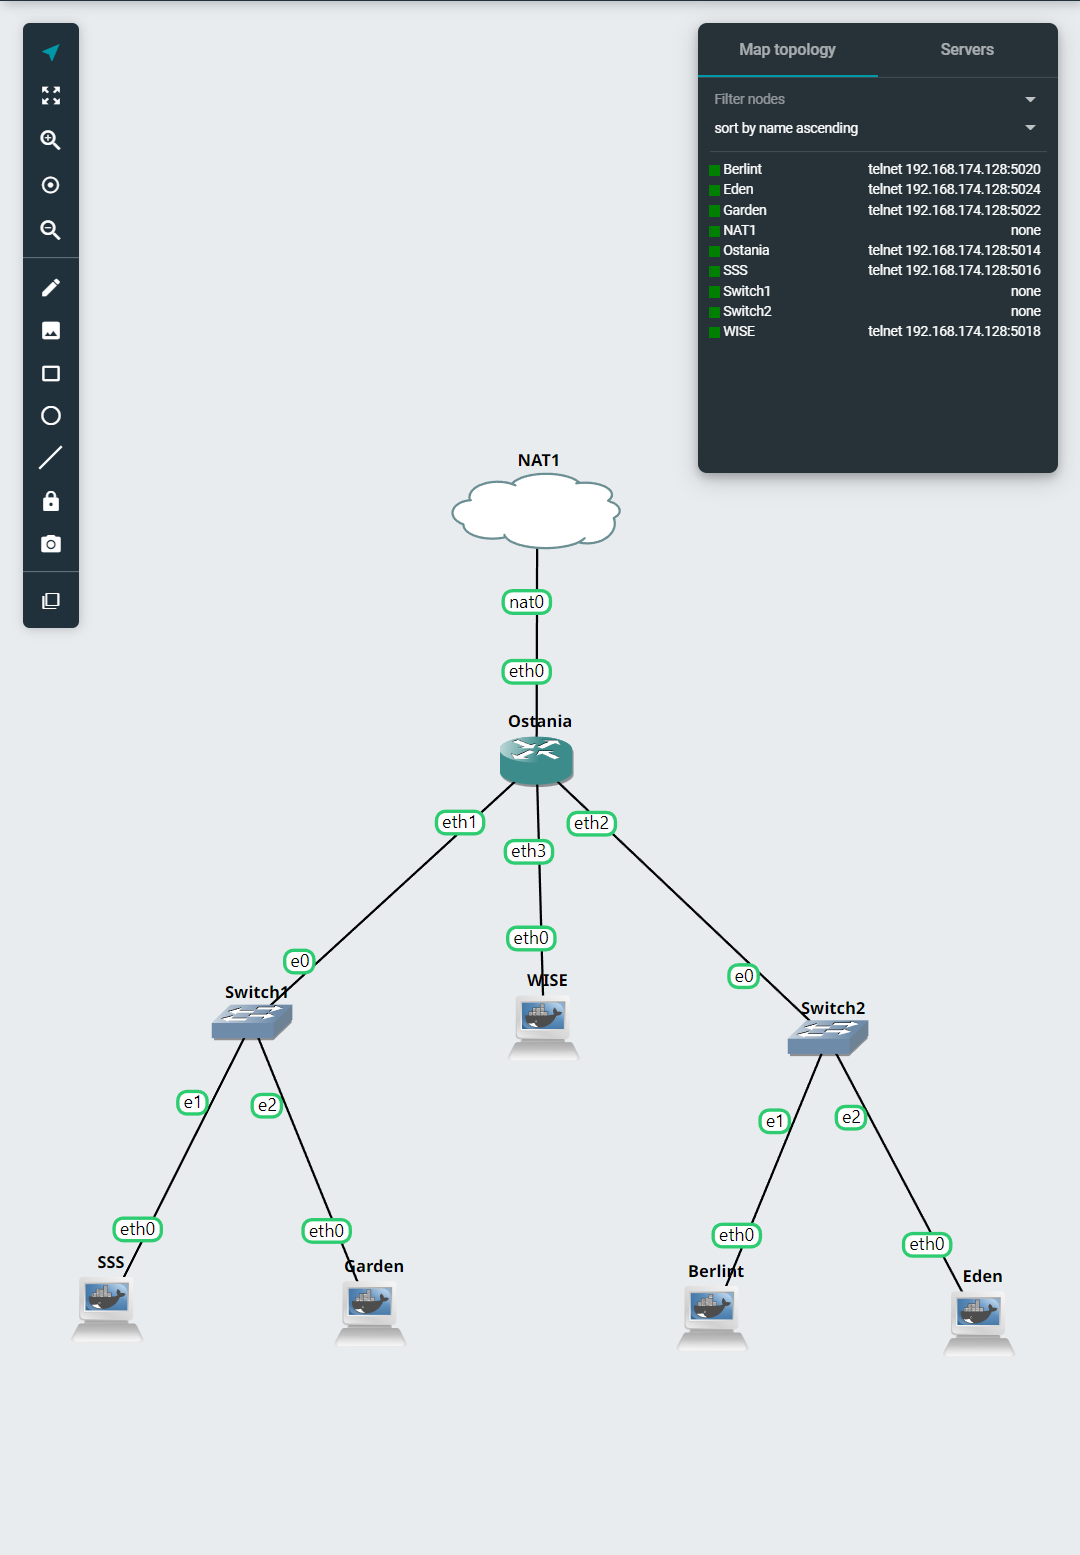 Map topology Servers
Filter nodes
sort by name ascending
Berlint telnet 192.168.174.128:5020
Eden telnet 192.168.174.128:5024
Garden telnet 192.168.174.128:5022
NAT1 none
Ostania telnet 192.168.174.128:5014
SSS telnet 192.168.174.128:5016
Switch1 none
Switch2 none
WISE telnet 192.168.174.128:5018
NAT1
nat0
eth0
Ostania
eth1
eth2
eth3
eth0
e0
e0
WISE
Switch1
Switch2
e1
e2
e1
e2
eth0
eth0
eth0
eth0
SSS
Garden
Berlint
Eden